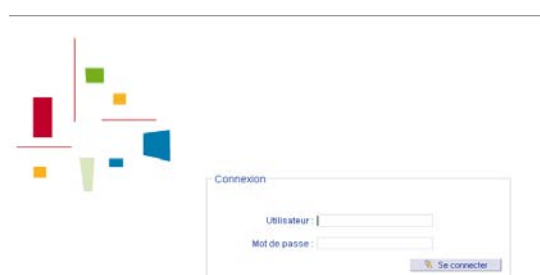 Connexion
Utilisateur :
Mot de passe :
Se connecter